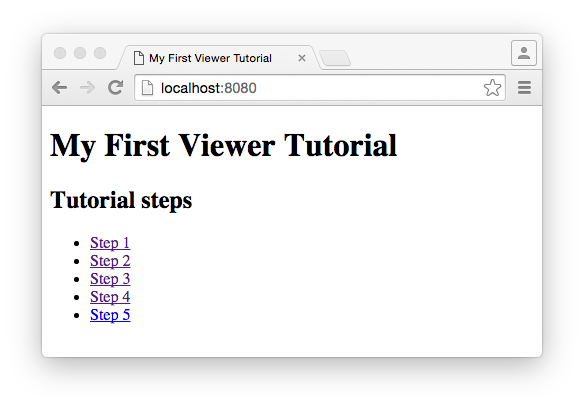 My First Viewer Tutorial
localhost:8080
My First Viewer Tutorial
Tutorial steps
Step 1
Step 2
Step 3
Step 4
Step 5